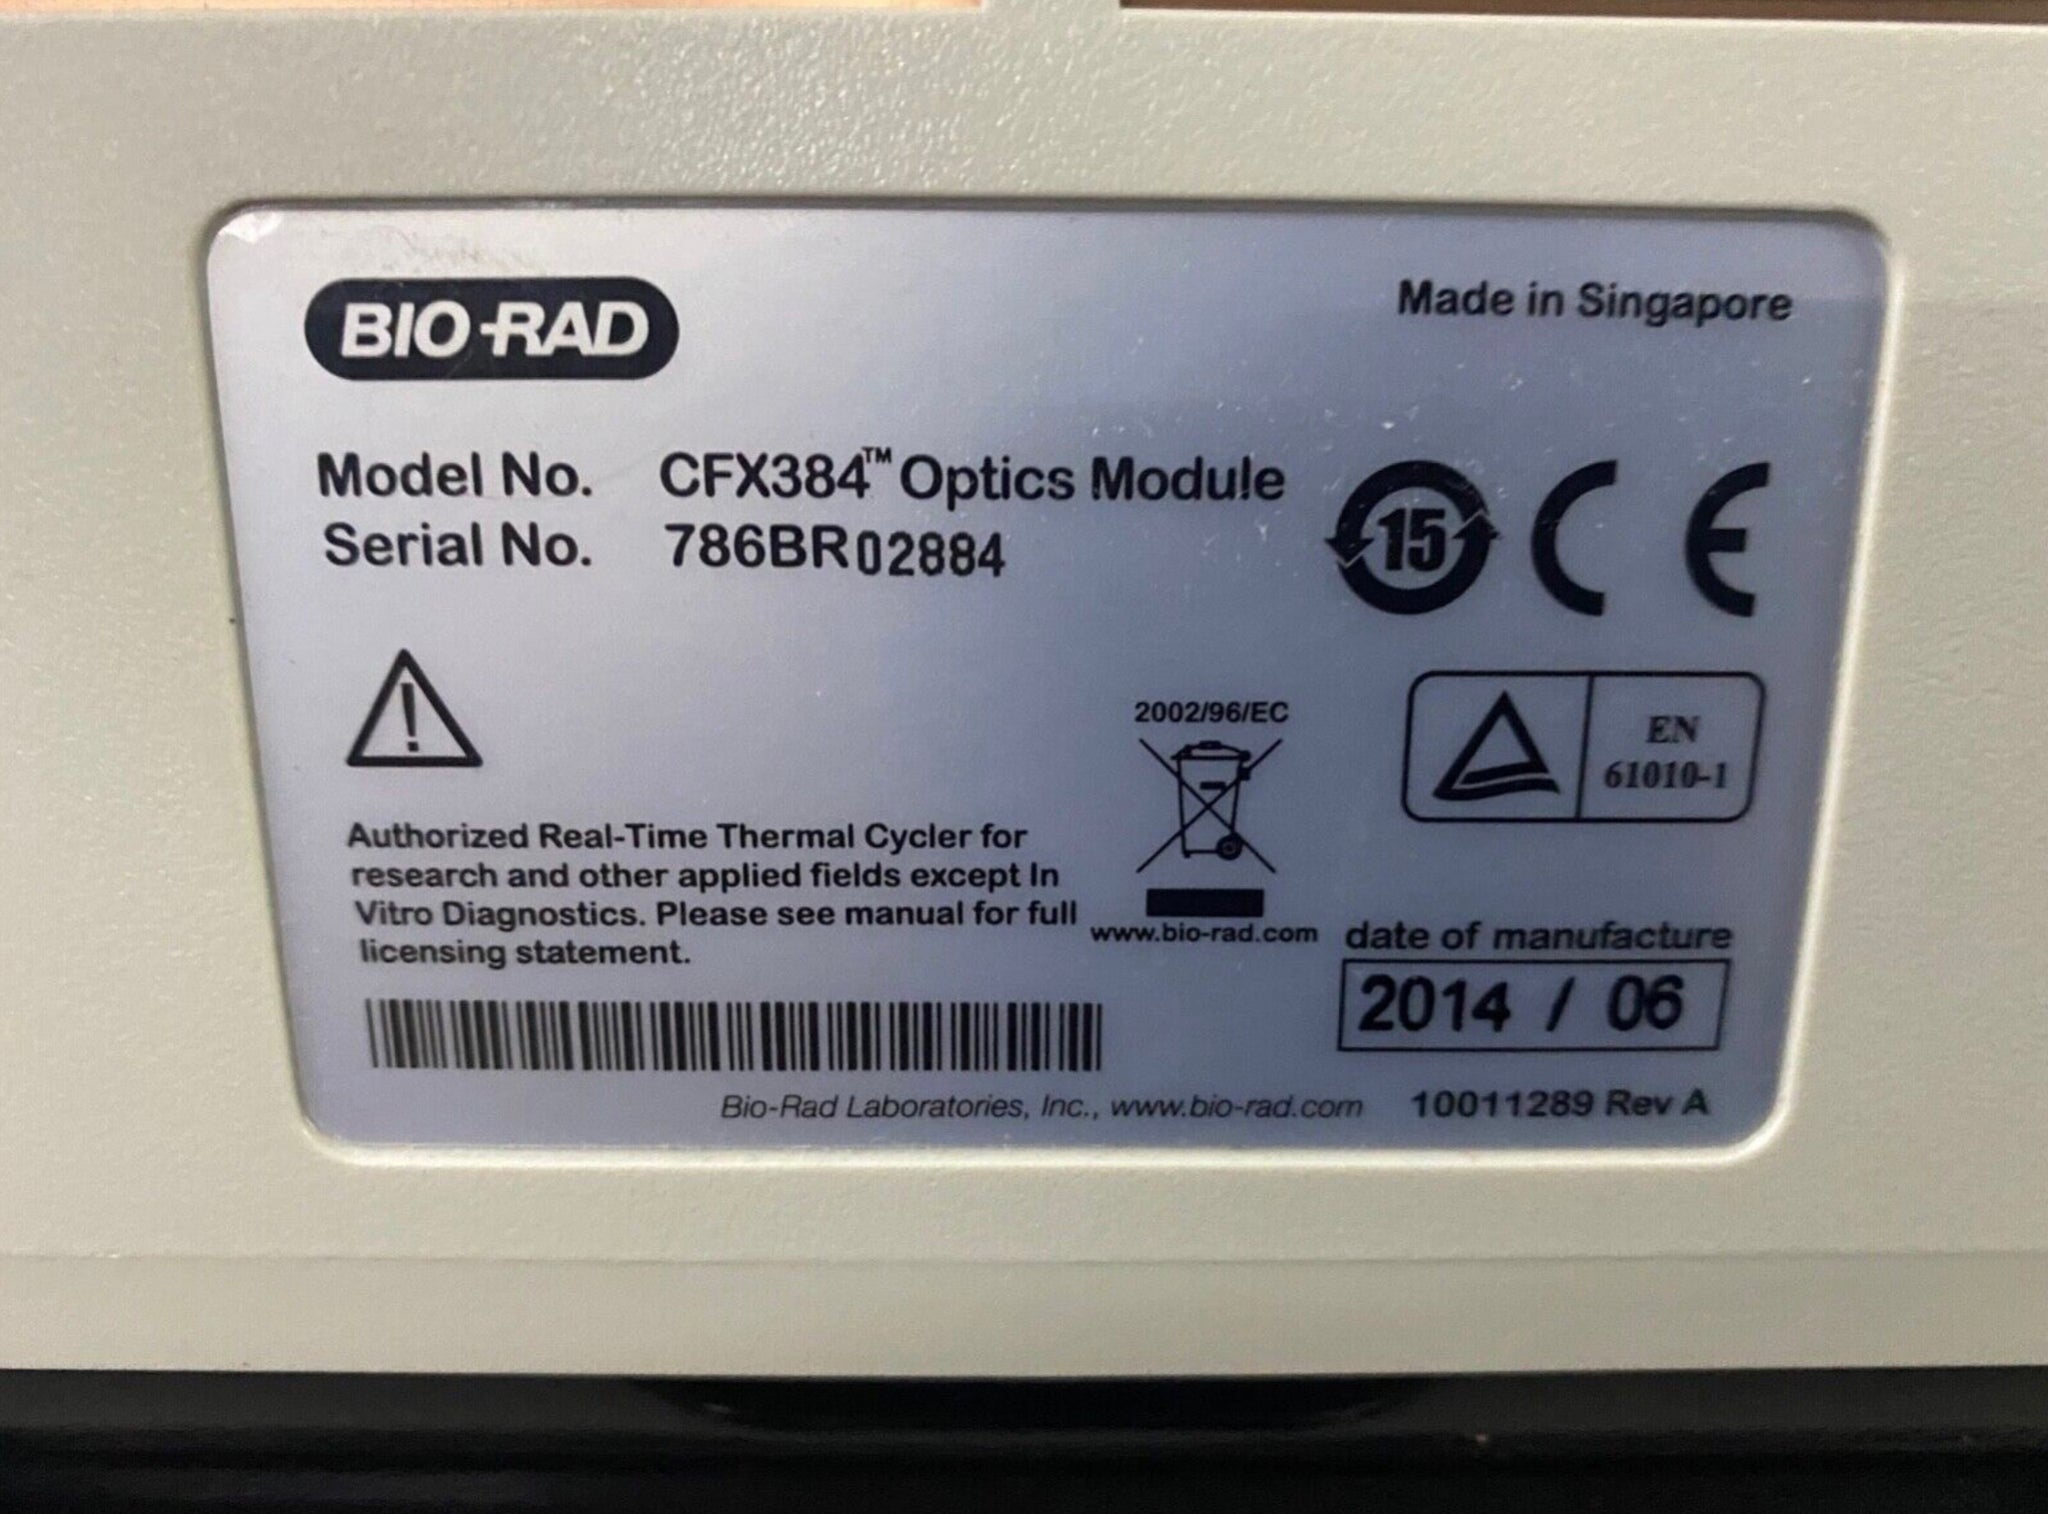 BIO-RAD
Made in Singapore
Model No. CFX384™ Optics Module
Serial No. 786BR02884
15 CE
2002/96/EC
EN
61010-1
Authorized Real-Time Thermal Cycler for
research and other applied fields except In
Vitro Diagnostics. Please see manual for full
licensing statement.
www.bio-rad.com
date of manufacture
2014 / 06
Bio-Rad Laboratories, Inc., www.bio-rad.com
10011289 Rev A